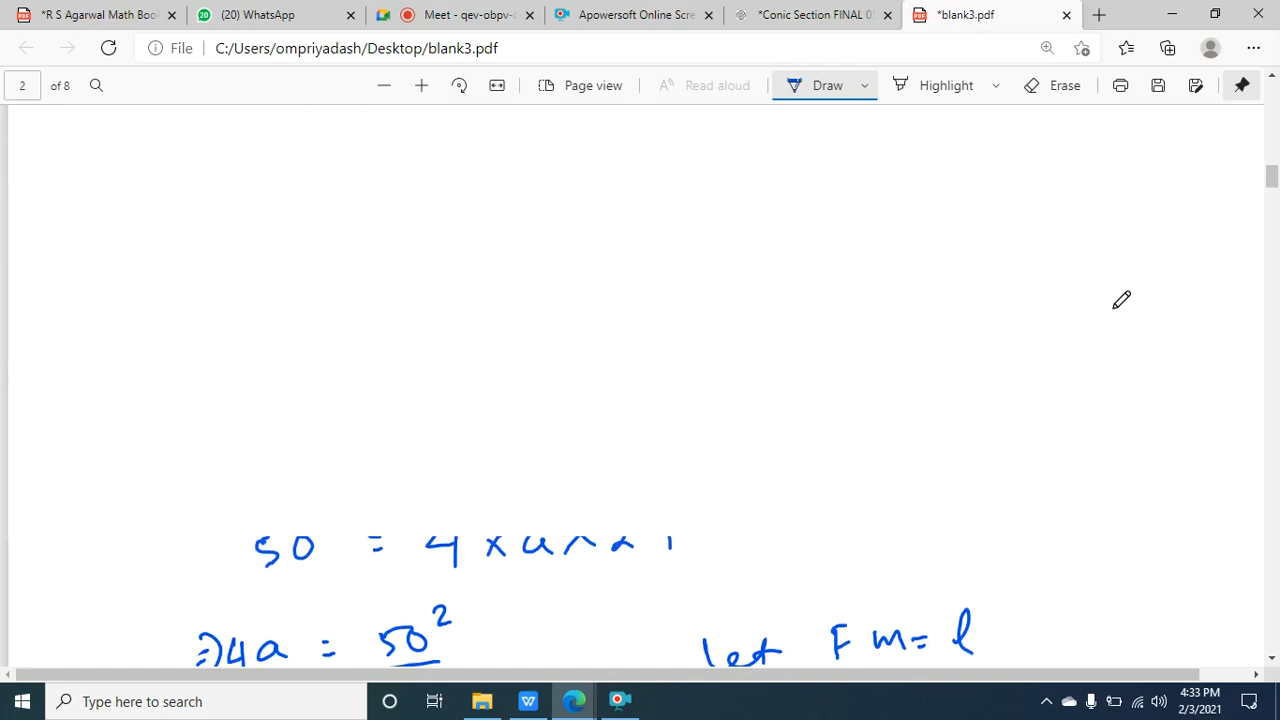 *R S Agarwal Math Boo
(20) WhatsApp
Meet - qev-obpv-c
Apowersoft Online Scre
*Conic Section FINAL 05
*blank3.pdf
File C:/Users/ompriyadash/Desktop/blank3.pdf
2 of 8
Page view
Read aloud
Draw
Highlight
Erase
50 = 4 x a x
⇒ 4a = 50²
let FM = l
Type here to search
4:33 PM
2/3/2021